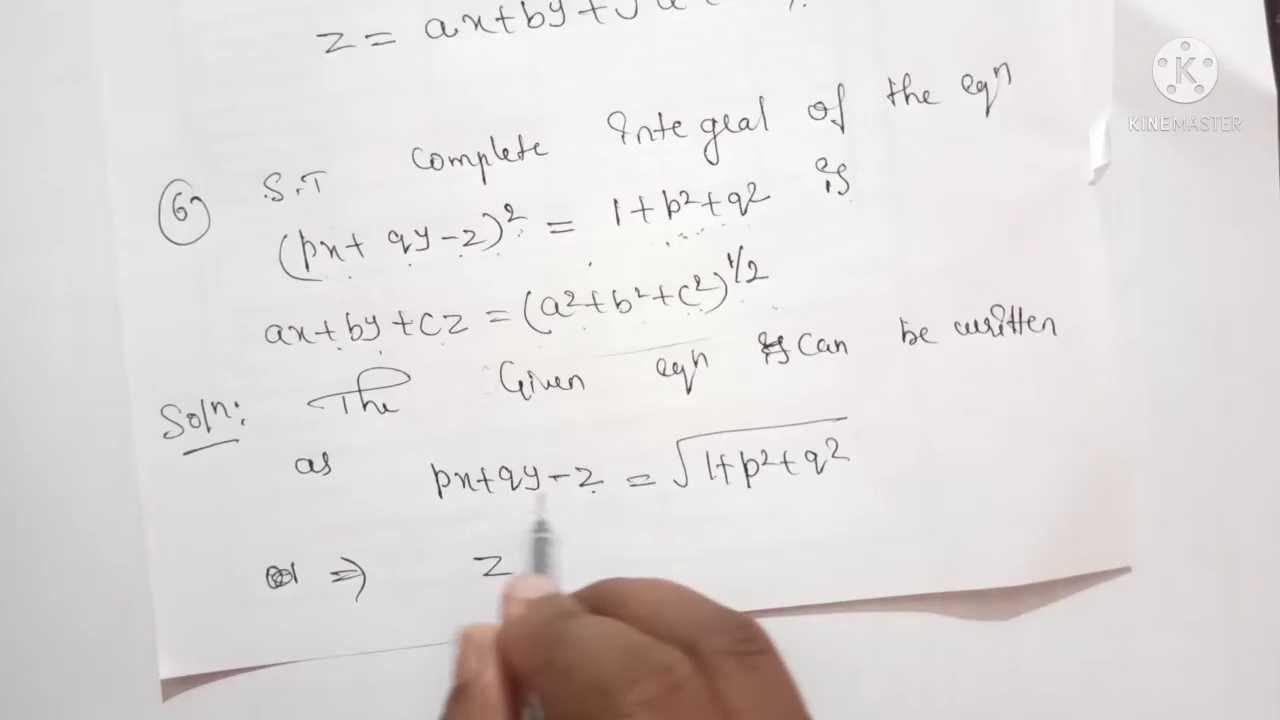 z = ax+by+√a
⑥ S.T complete Integral of the eqn
(px+ qy-z)² = 1+p²+q² is
ax+by+cz = (a²+b²+c²)^1/2
Soln: The Given eqn can be written
as px+qy-z = √1+p²+q²
⇒ z
KINEMASTER